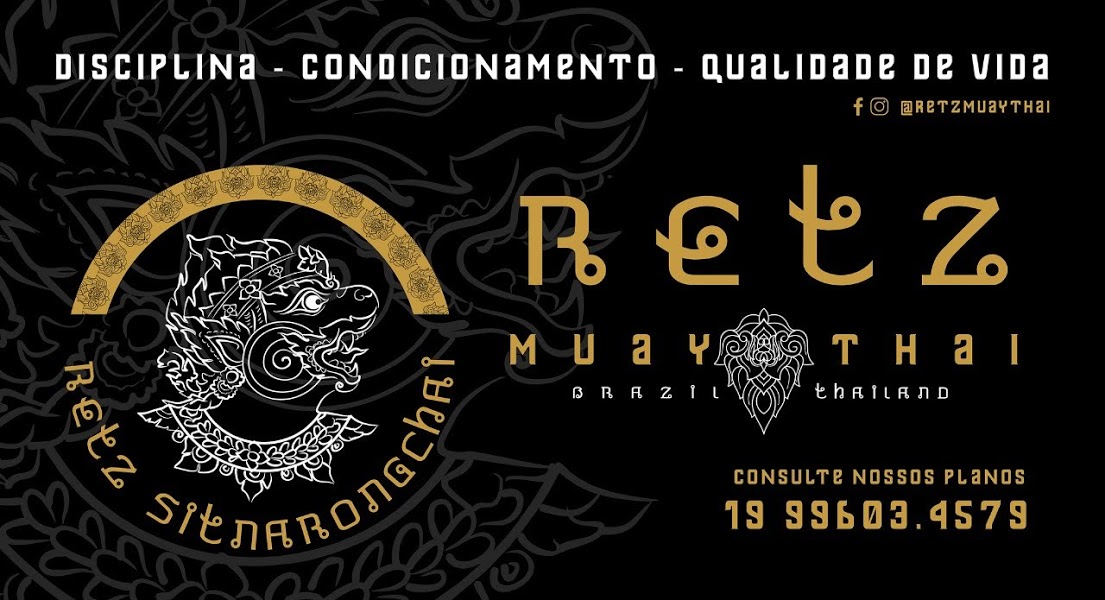 DISCIPLINA - CONDICIONAMENTO - QUALIDADE DE VIDA
@RETZMUAYTHAI
RETZ
MUAY THAI
BRAZIL THAILAND
RETZ SITNARONGCHAI
CONSULTE NOSSOS PLANOS
19 99603.4579